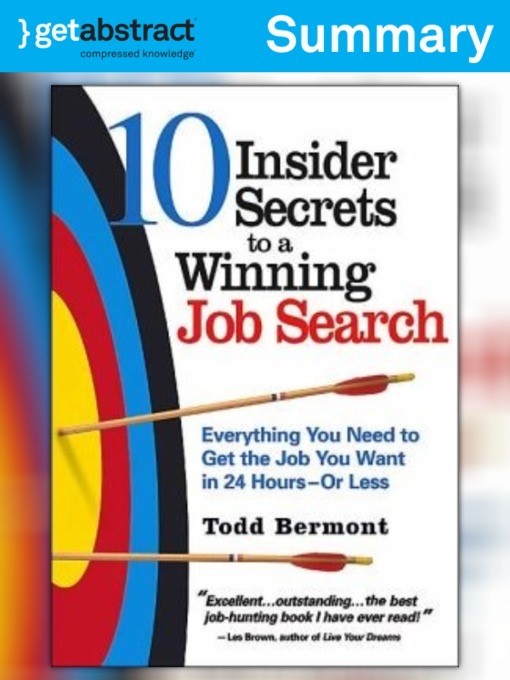 }getabstract
compressed knowledge
Summary
10 Insider
Secrets
to a
Winning
Job Search
Everything You Need to
Get the Job You Want
in 24 Hours–Or Less
Todd Bermont
"Excellent...outstanding...the best
job-hunting book I have ever read!"
—Les Brown, author of Live Your Dreams